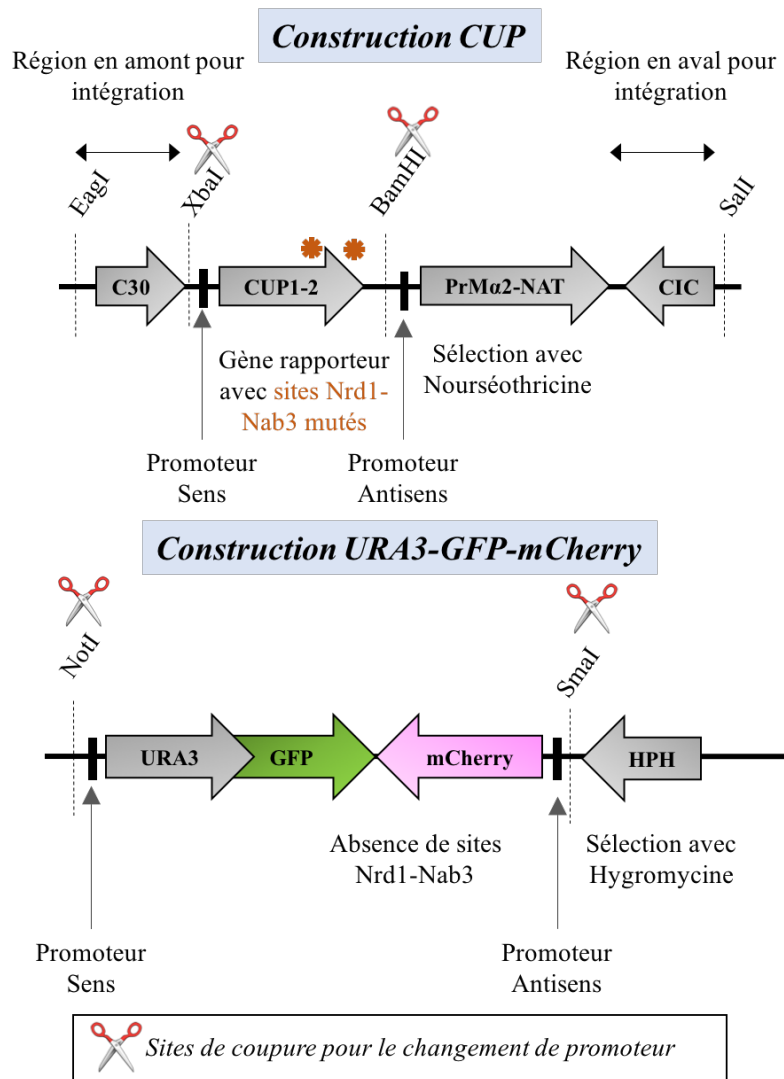 Construction CUP
Région en amont pour
intégration
Région en aval pour
intégration
EagI
XbaI
BamHI
SalI
C30
CUP1-2
PrMα2-NAT
CIC
Gène rapporteur
avec sites Nrd1-
Nab3 mutés
Sélection avec
Nourséothricine
Promoteur
Sens
Promoteur
Antisens
Construction URA3-GFP-mCherry
NotI
SmaI
URA3
GFP
mCherry
HPH
Absence de sites
Nrd1-Nab3
Sélection avec
Hygromycine
Promoteur
Sens
Promoteur
Antisens
Sites de coupure pour le changement de promoteur